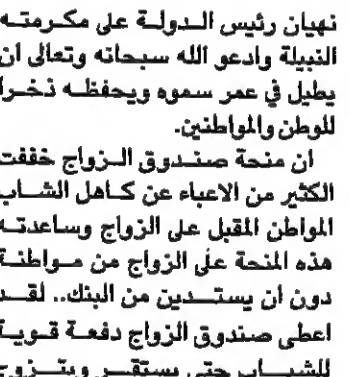 نهيان رئيس الدولة على مكرمته
النبيلة وادعو الله سبحانه وتعالى ان
يطيل في عمر سموه ويحفظه ذخرا
للوطن والمواطنين.
ان منحة صندوق الزواج خففت
الكثير من الاعباء عن كاهل الشاب
المواطن المقبل على الزواج وساعدته
هذه المنحة على الزواج من مواطنة
دون ان يستدين من البنك.. لقد
اعطى صندوق الزواج دفعة قوية
للشباب حتى يستقر ويتزوج